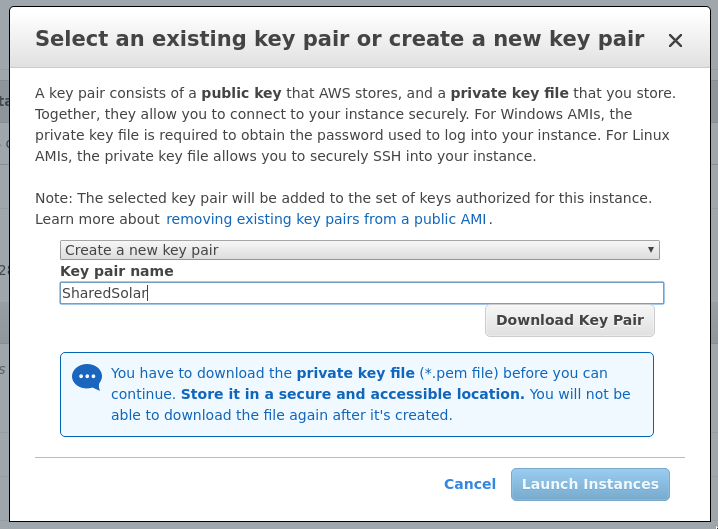 Select an existing key pair or create a new key pair
A key pair consists of a public key that AWS stores, and a private key file that you store.
Together, they allow you to connect to your instance securely. For Windows AMIs, the
private key file is required to obtain the password used to log into your instance. For Linux
AMIs, the private key file allows you to securely SSH into your instance.
Note: The selected key pair will be added to the set of keys authorized for this instance.
Learn more about removing existing key pairs from a public AMI.
Create a new key pair
Key pair name
SharedSolar
Download Key Pair
You have to download the private key file (*.pem file) before you can
continue. Store it in a secure and accessible location. You will not be
able to download the file again after it's created.
Cancel Launch Instances